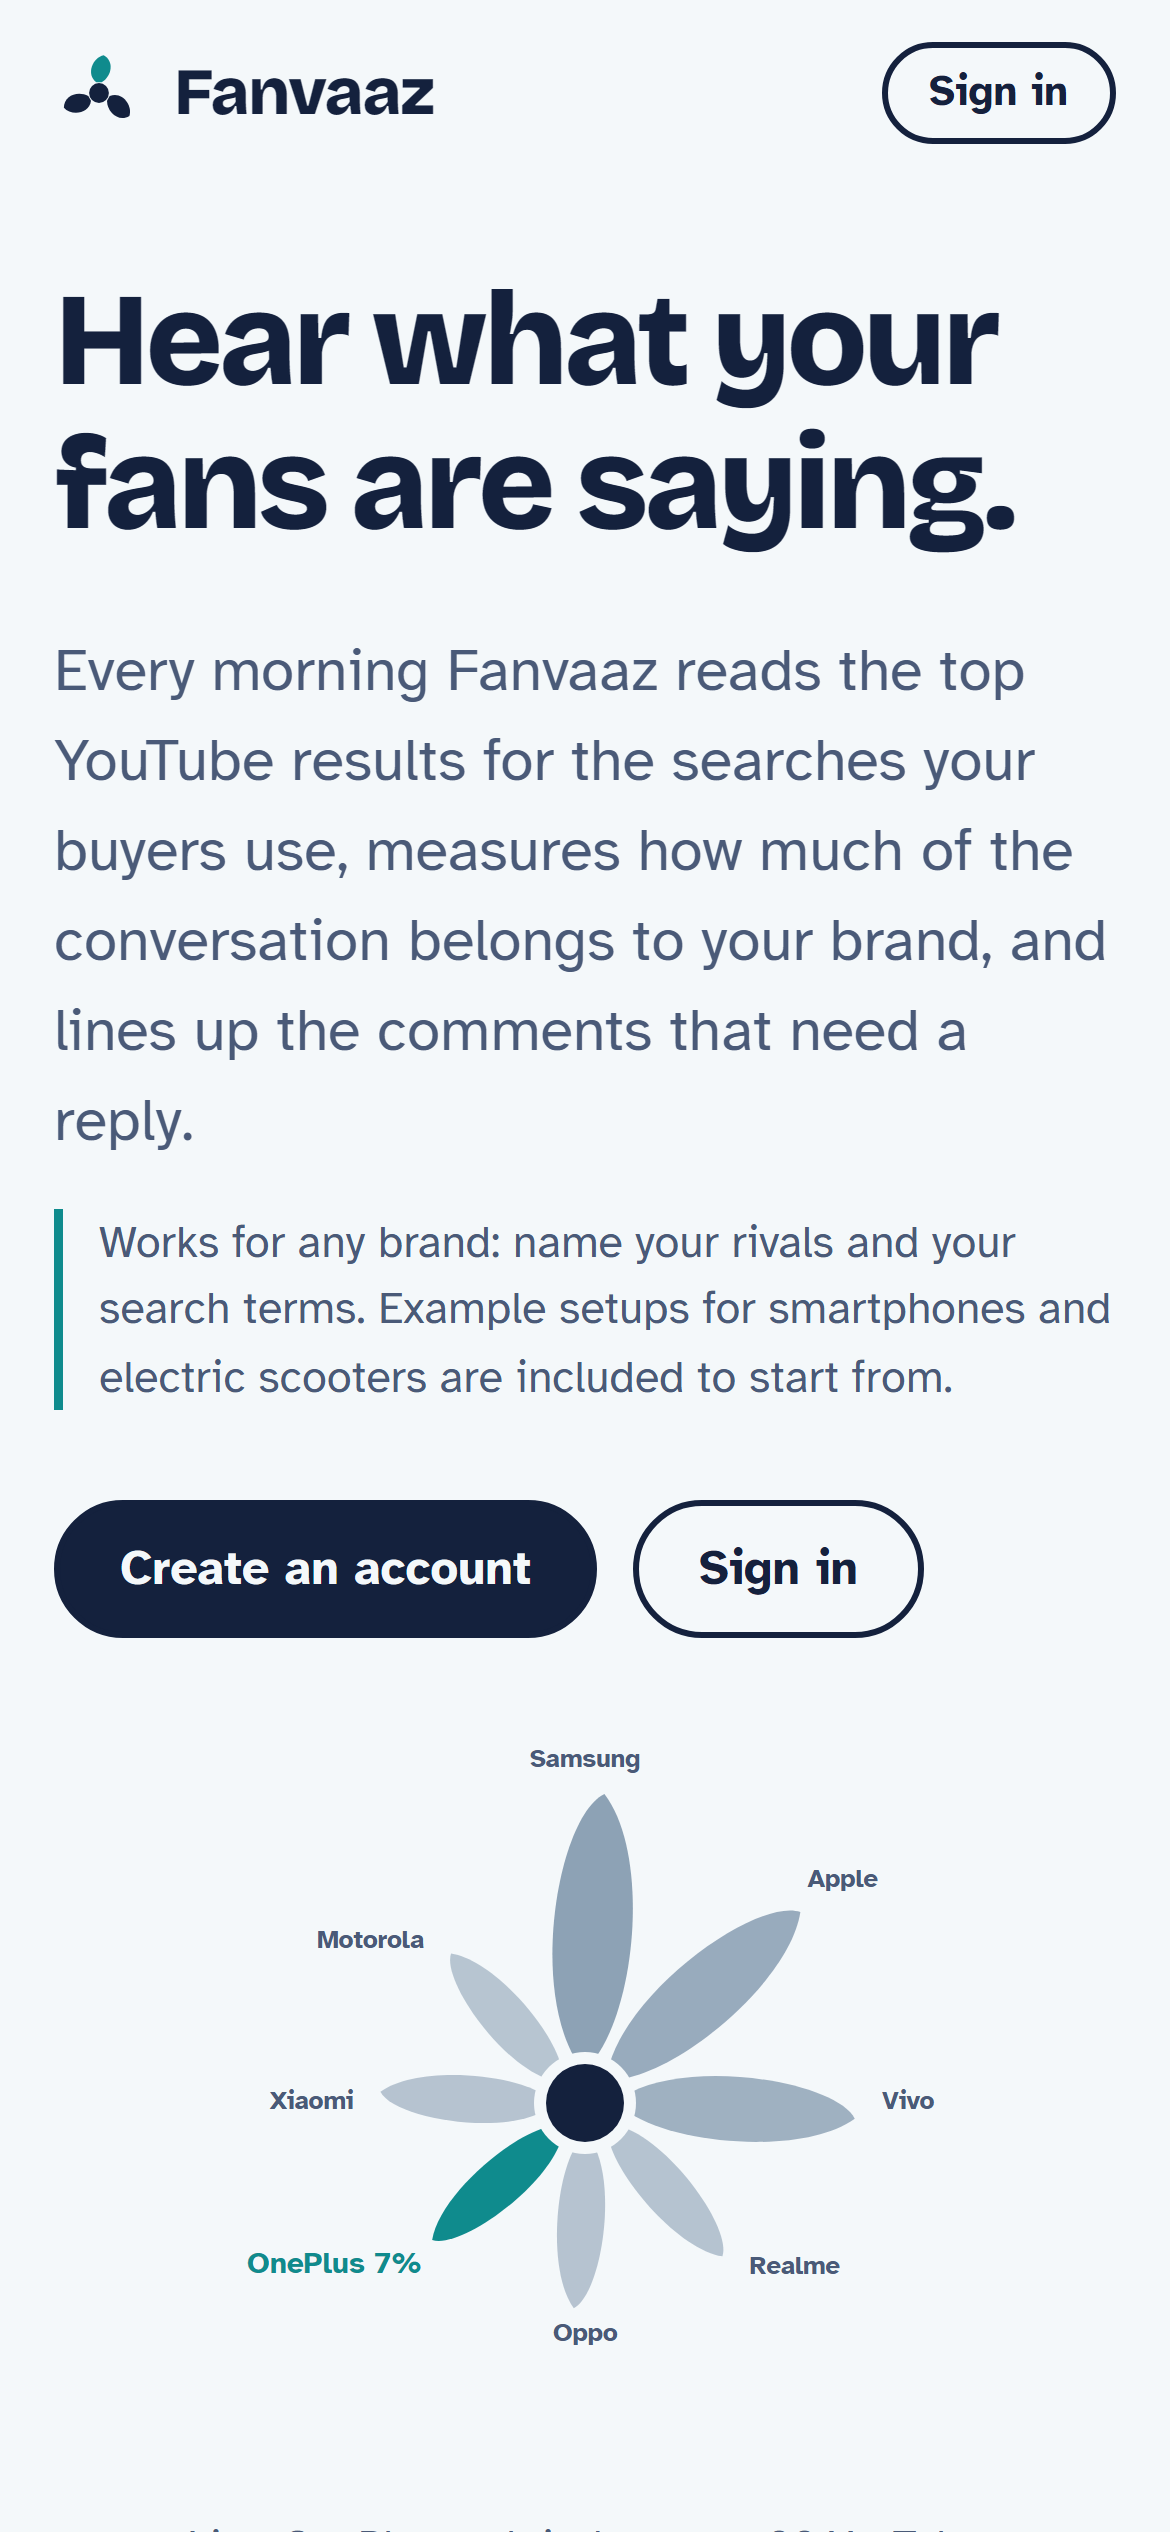 Fanvaaz
Sign in
Hear what your
fans are saying.
Every morning Fanvaaz reads the top
YouTube results for the searches your
buyers use, measures how much of the
conversation belongs to your brand, and
lines up the comments that need a
reply.
Works for any brand: name your rivals and your
search terms. Example setups for smartphones and
electric scooters are included to start from.
Create an account
Sign in
Samsung
Apple
Motorola
Xiaomi
Vivo
OnePlus 7%
Realme
Oppo